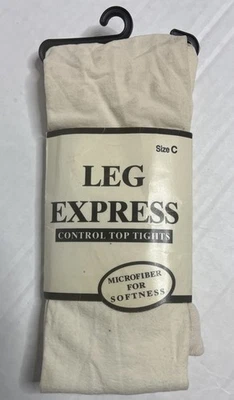 Size C
LEG
EXPRESS
CONTROL TOP TIGHTS
MICROFIBER
FOR
SOFTNESS